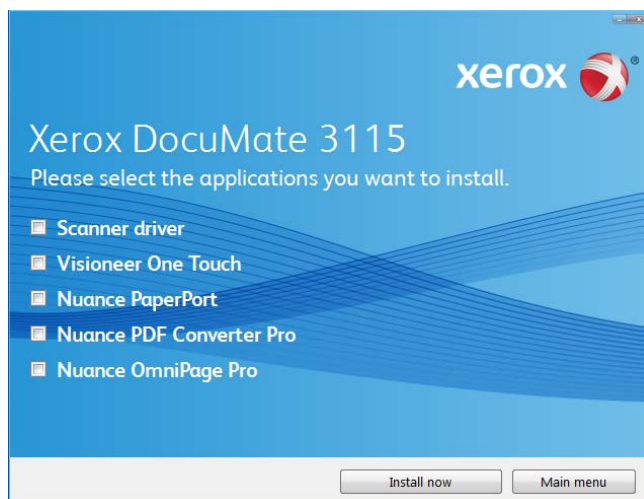 xerox ®
Xerox DocuMate 3115
Please select the applications you want to install.
Scanner driver
Visioneer One Touch
Nuance PaperPort
Nuance PDF Converter Pro
Nuance OmniPage Pro
Install now Main menu